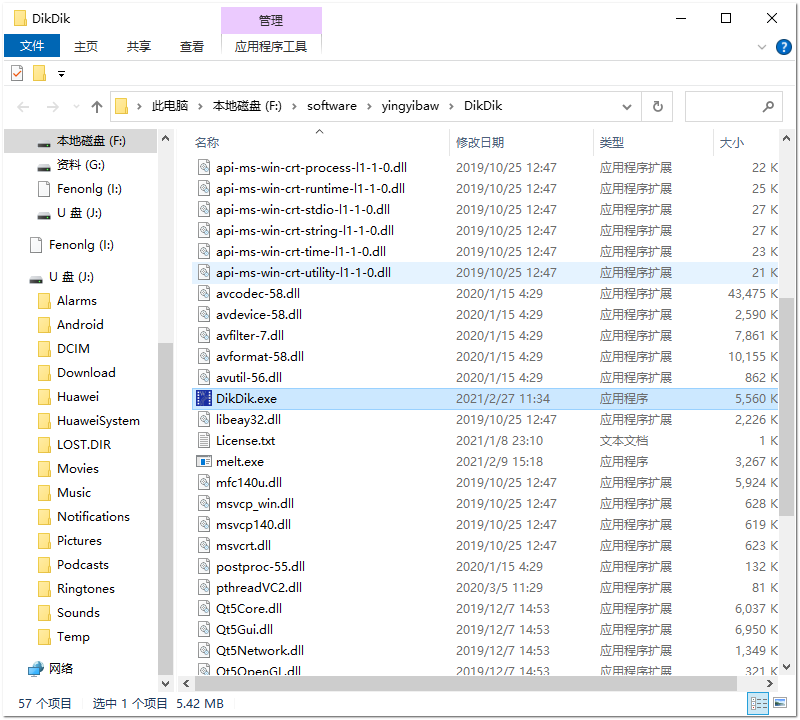 DikDik
管理
文件 主页 共享 查看 应用程序工具
此电脑 本地磁盘 (F:) software yingyibaw DikDik
本地磁盘 (F:)
资料 (G:)
Fenonlg (I:)
U 盘 (J:)
Fenonlg (I:)
U 盘 (J:)
Alarms
Android
DCIM
Download
Huawei
HuaweiSystem
LOST.DIR
Movies
Music
Notifications
Pictures
Podcasts
Ringtones
Sounds
Temp
网络
名称 修改日期 类型 大小
api-ms-win-crt-process-l1-1-0.dll 2019/10/25 12:47 应用程序扩展 22 K
api-ms-win-crt-runtime-l1-1-0.dll 2019/10/25 12:47 应用程序扩展 25 K
api-ms-win-crt-stdio-l1-1-0.dll 2019/10/25 12:47 应用程序扩展 27 K
api-ms-win-crt-string-l1-1-0.dll 2019/10/25 12:47 应用程序扩展 27 K
api-ms-win-crt-time-l1-1-0.dll 2019/10/25 12:47 应用程序扩展 23 K
api-ms-win-crt-utility-l1-1-0.dll 2019/10/25 12:47 应用程序扩展 21 K
avcodec-58.dll 2020/1/15 4:29 应用程序扩展 43,475 K
avdevice-58.dll 2020/1/15 4:29 应用程序扩展 2,590 K
avfilter-7.dll 2020/1/15 4:29 应用程序扩展 7,861 K
avformat-58.dll 2020/1/15 4:29 应用程序扩展 10,155 K
avutil-56.dll 2020/1/15 4:29 应用程序扩展 862 K
DikDik.exe 2021/2/27 11:34 应用程序 5,560 K
libeay32.dll 2019/10/25 12:47 应用程序扩展 2,226 K
License.txt 2021/1/8 23:10 文本文档 1 K
melt.exe 2021/2/9 15:18 应用程序 3,267 K
mfc140u.dll 2019/10/25 12:47 应用程序扩展 5,924 K
msvcp_win.dll 2019/10/25 12:47 应用程序扩展 628 K
msvcp140.dll 2019/10/25 12:47 应用程序扩展 619 K
msvcrt.dll 2019/10/25 12:47 应用程序扩展 623 K
postproc-55.dll 2020/1/15 4:29 应用程序扩展 132 K
pthreadVC2.dll 2020/3/5 11:29 应用程序扩展 81 K
Qt5Core.dll 2019/12/7 14:53 应用程序扩展 6,037 K
Qt5Gui.dll 2019/12/7 14:53 应用程序扩展 6,950 K
Qt5Network.dll 2019/12/7 14:53 应用程序扩展 1,349 K
Qt5OpenGL.dll 2019/12/7 14:53 应用程序扩展 321 K
57 个项目 选中 1 个项目 5.42 MB